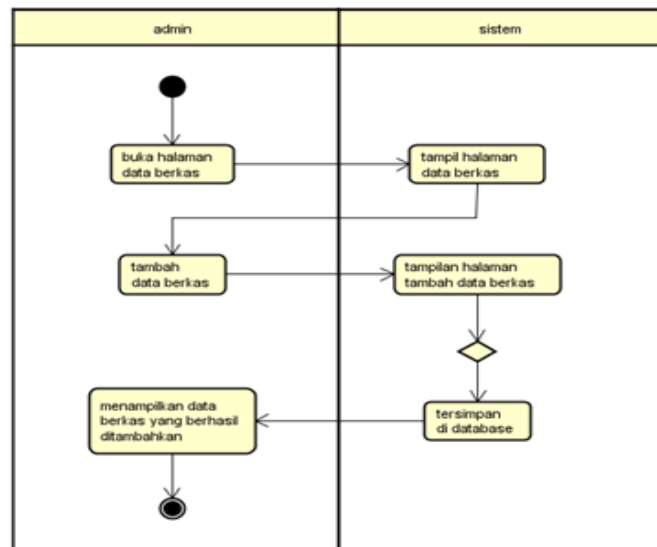 admin
sistem
buka halaman
data berkas
tampil halaman
data berkas
tambah
data berkas
tampilan halaman
tambah data berkas
menampilkan data
berkas yang berhasil
ditambahkan
tersimpan
di database